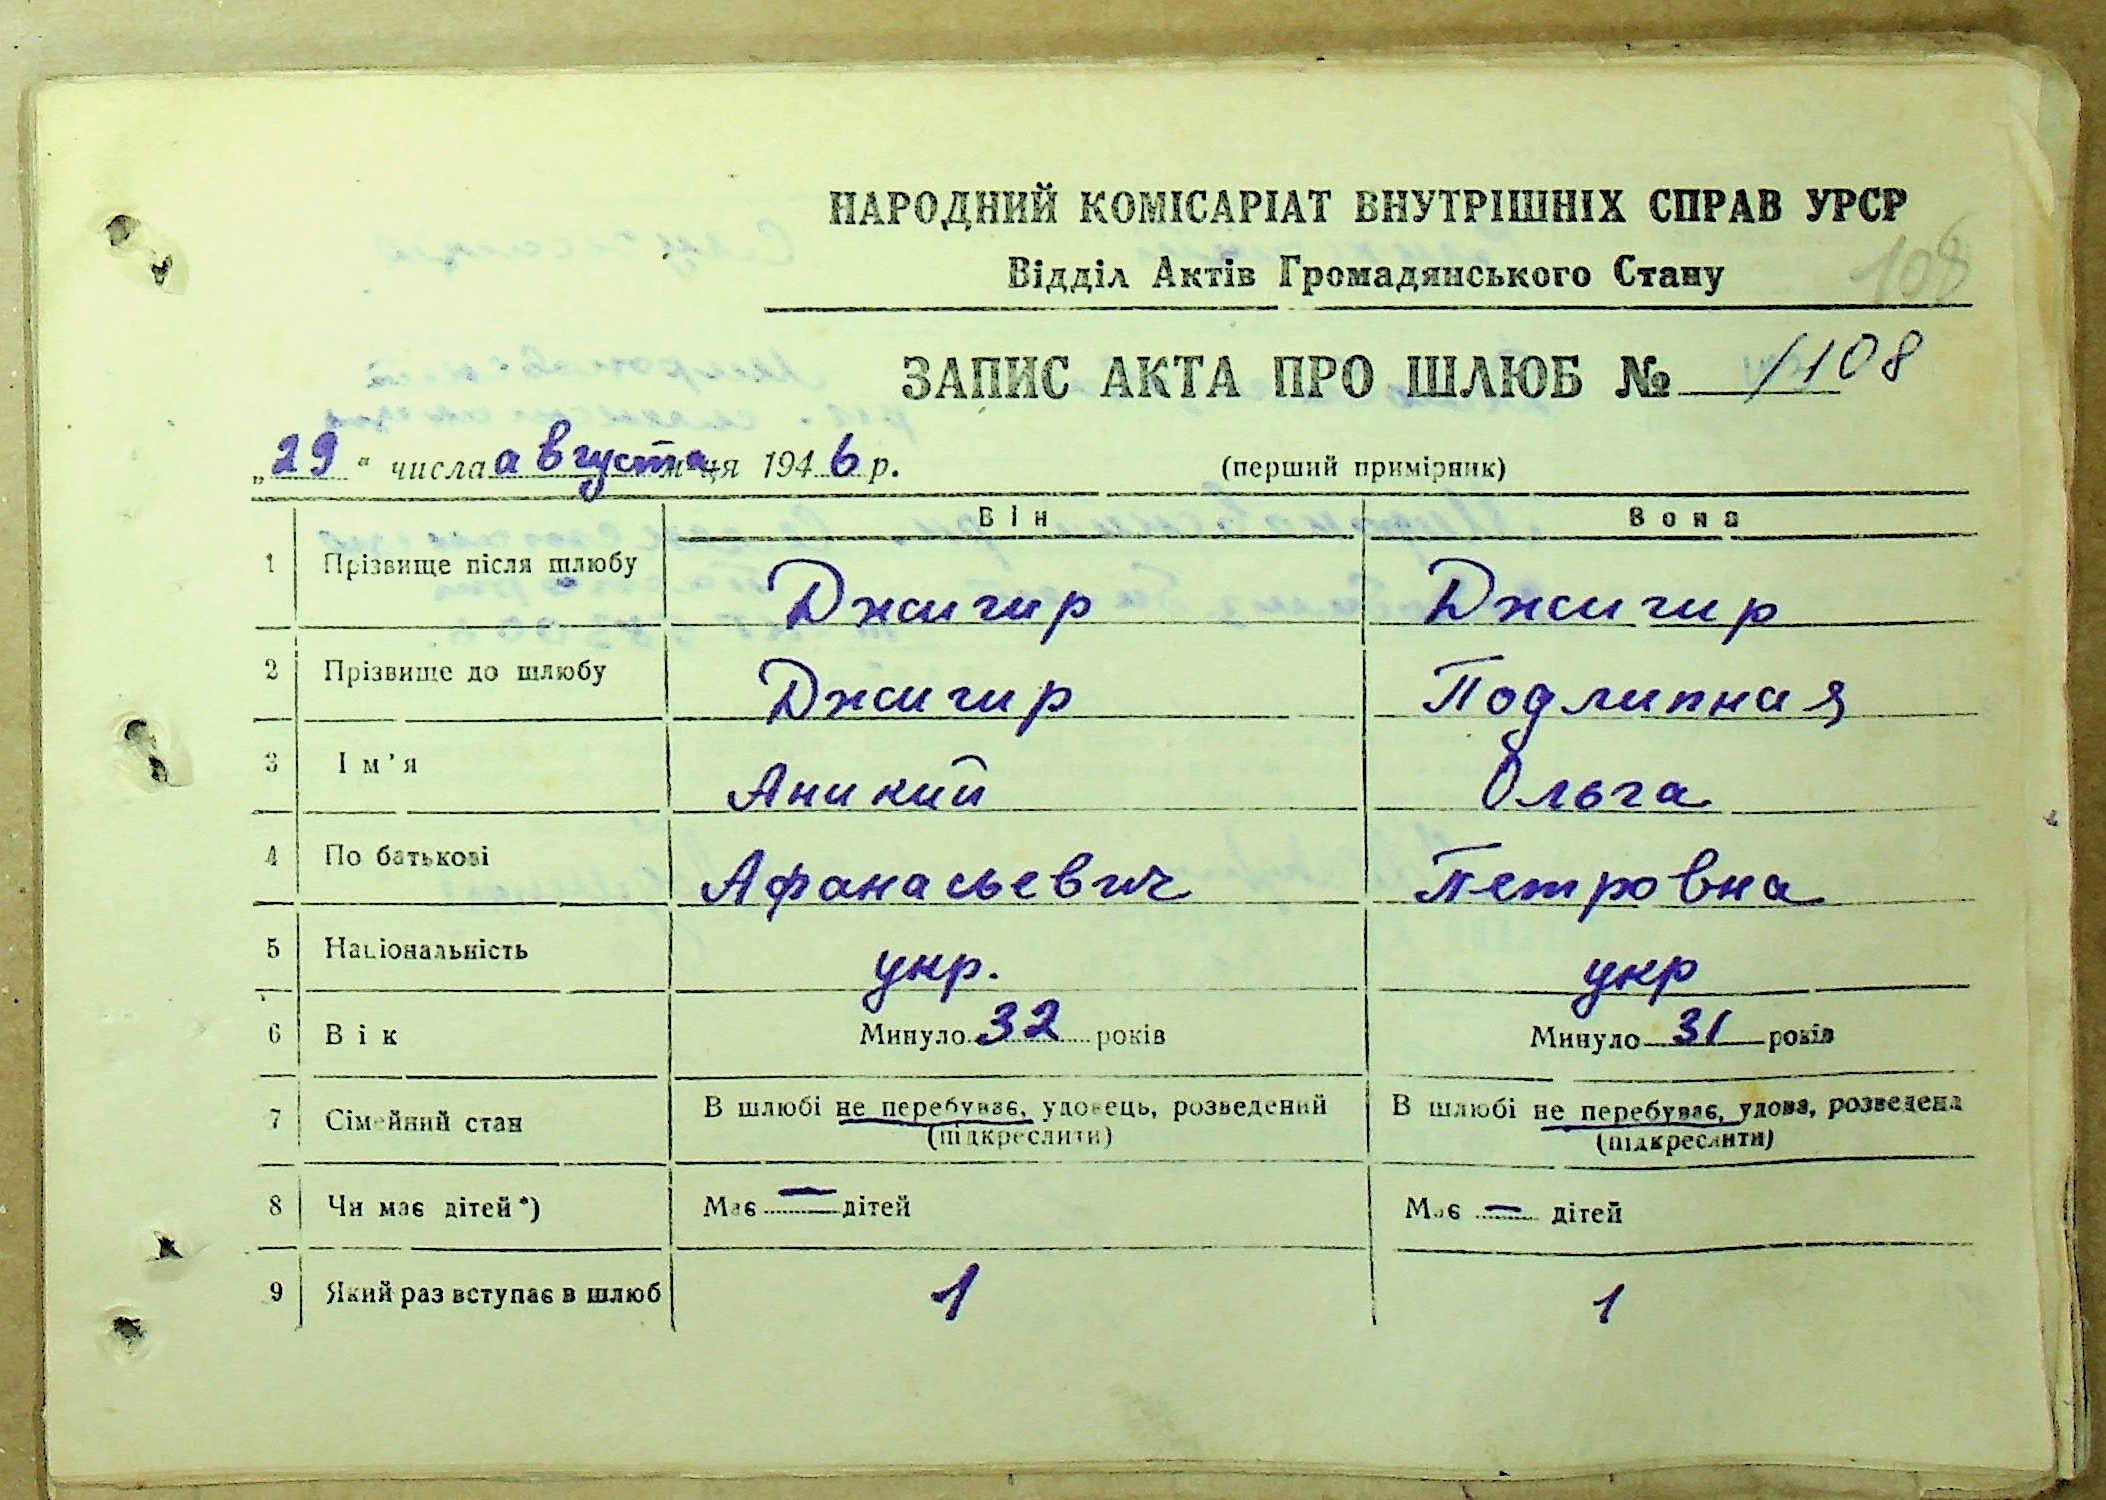 НАРОДНИЙ КОМІСАРІАТ ВНУТРІШНІХ СПРАВ УРСР
Відділ Актів Громадянського Стану
108
ЗАПИС АКТА ПРО ШЛЮБ № 1108
„29" числа августа м-ця 1946 р. (перший примірник)
Він Вона
1 Прізвище після шлюбу Джигир Джигир
2 Прізвище до шлюбу Джигир Подлипная
3 Ім'я Аникий Ольга
4 По батькові Афанасьевич Петровна
5 Національність укр. укр
6 Вік Минуло 32 років Минуло 31 років
7 Сімейний стан В шлюбі не перебуває, удовець, розведений В шлюбі не перебуває, удова, розведена
(підкреслити) (підкреслити)
8 Чи має дітей*) Має — дітей Має — дітей
9 Який раз вступає в шлюб 1 1